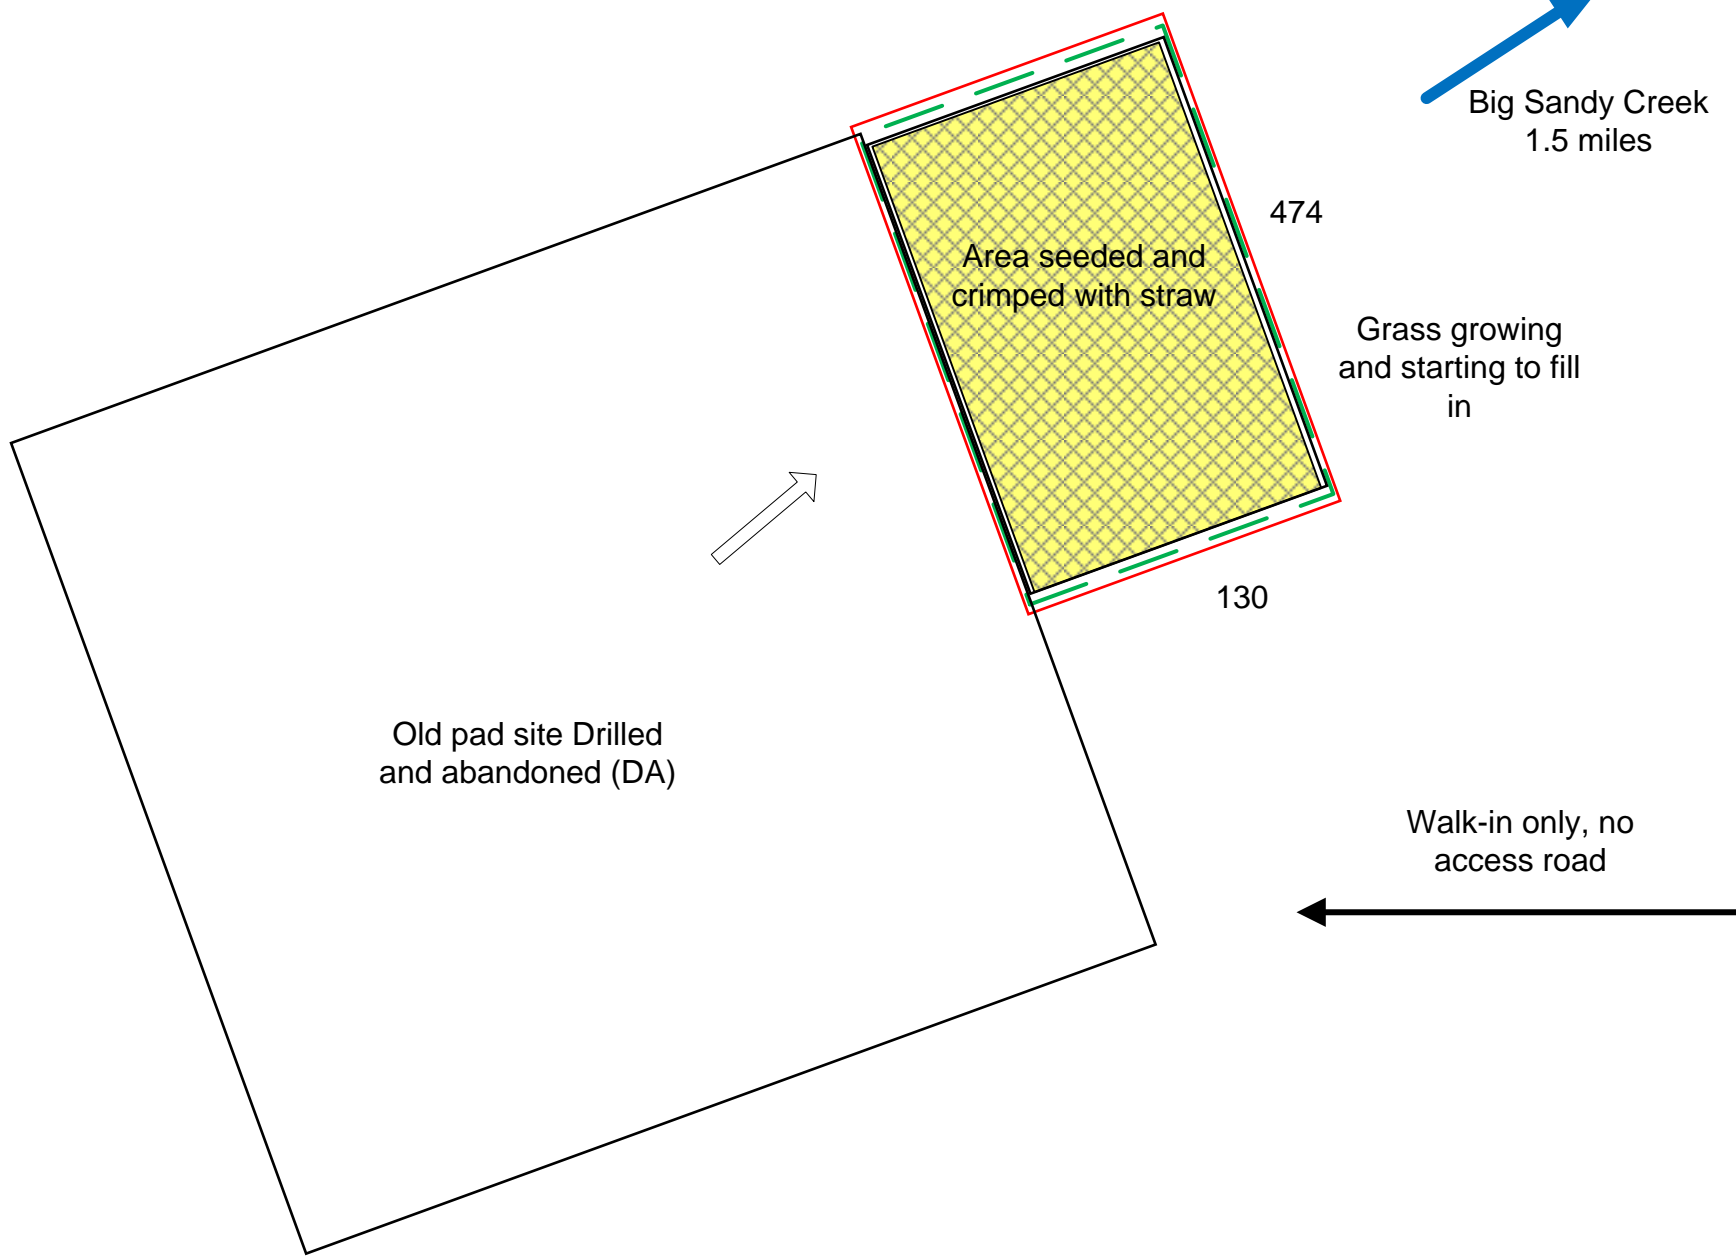 Big Sandy Creek
1.5 miles
474
Area seeded and
crimped with straw
Grass growing
and starting to fill
in
130
Old pad site Drilled
and abandoned (DA)
Walk-in only, no
access road